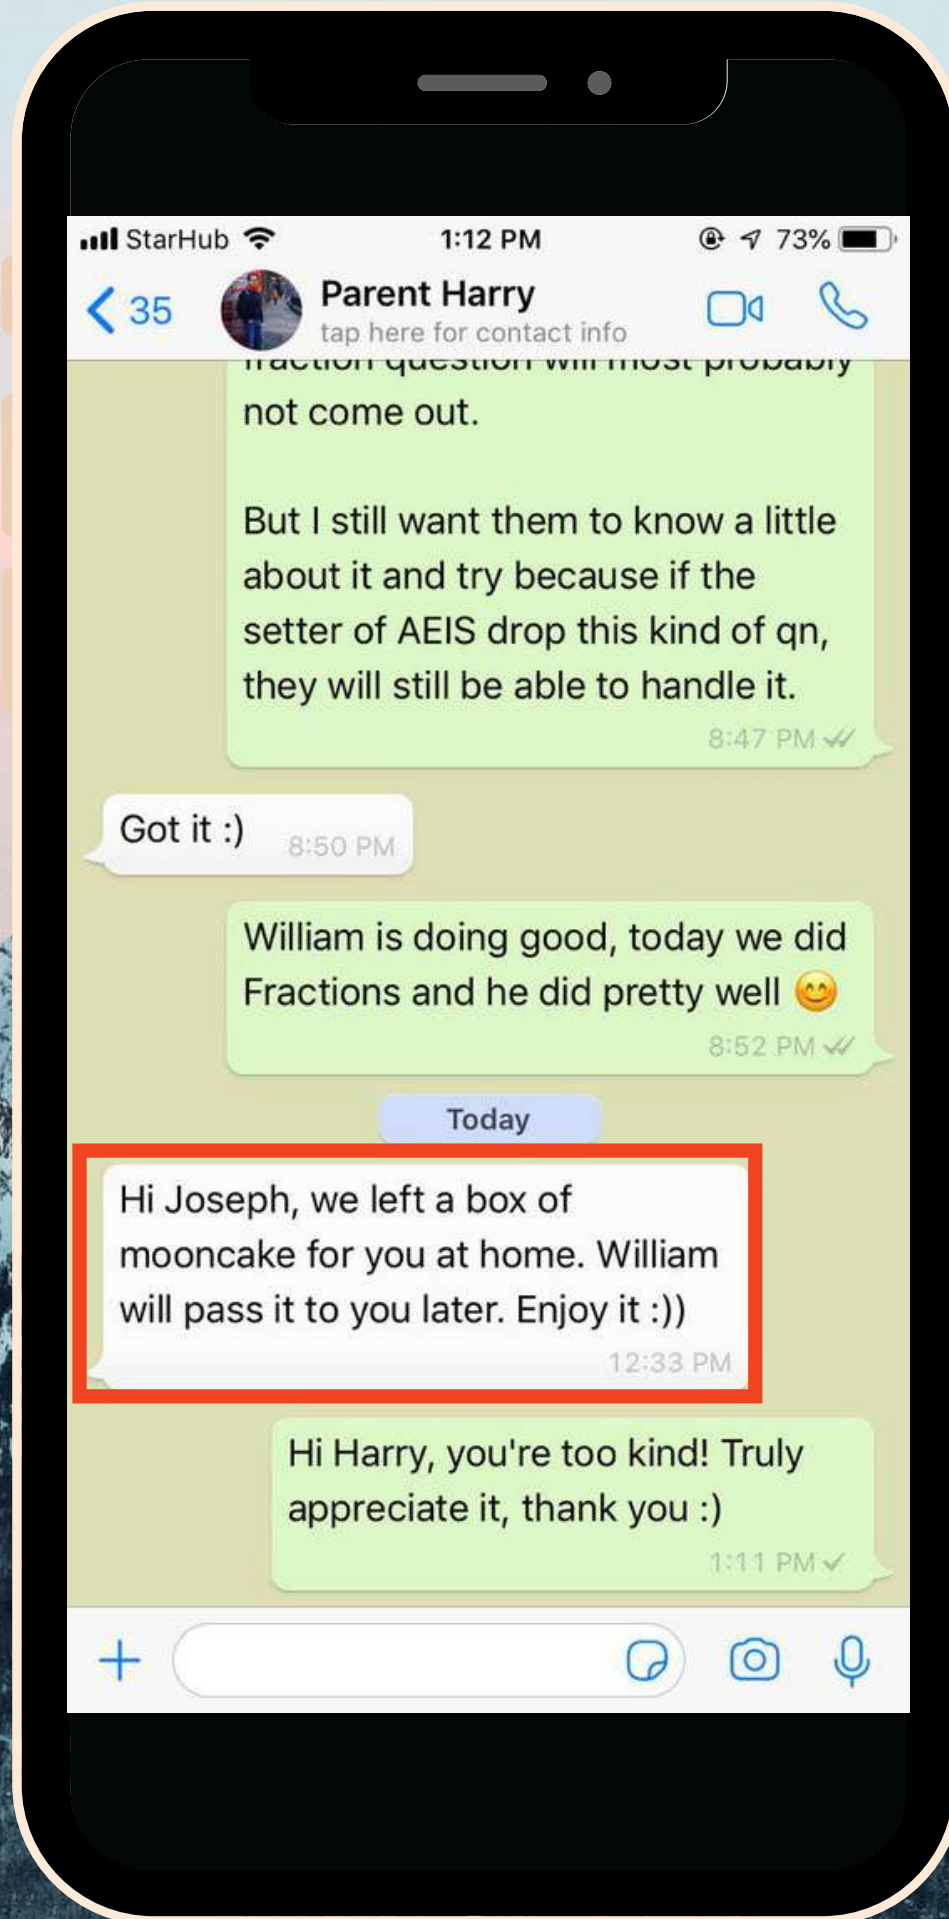 StarHub 1:12 PM 73%
35 Parent Harry
tap here for contact info
fraction question will most probably
not come out.
But I still want them to know a little
about it and try because if the
setter of AEIS drop this kind of qn,
they will still be able to handle it.
8:47 PM
Got it :) 8:50 PM
William is doing good, today we did
Fractions and he did pretty well 😊
8:52 PM
Today
Hi Joseph, we left a box of
mooncake for you at home. William
will pass it to you later. Enjoy it :))
12:33 PM
Hi Harry, you're too kind! Truly
appreciate it, thank you :)
1:11 PM